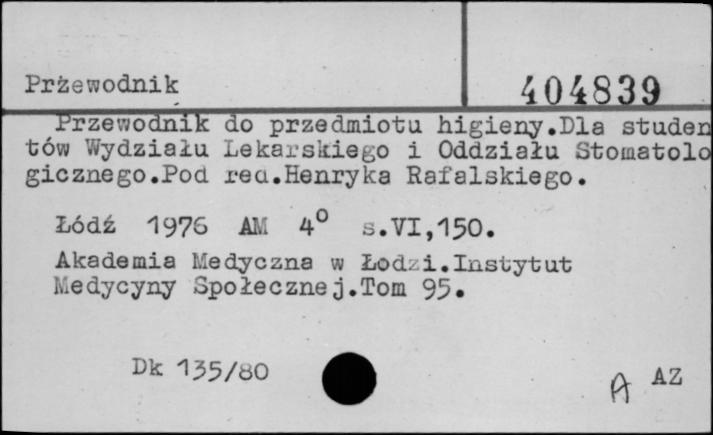 Przewodnik
404839
Przewodnik do przedmiotu higieny.Dla studen
tów Wydziału Lekarskiego i Oddziału Stomatolo
gicznego.Pod red.Henryka Rafalskiego.
Łódź 1976 AM 4° s.VI,150.
Akademia Medyczna w Łodzi.Instytut
Medycyny Społecznej.Tom 95.
Dk 135/80
A AZ